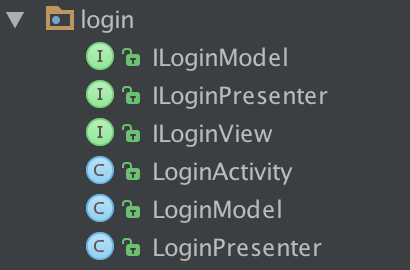 login
I ILoginModel
I ILoginPresenter
I ILoginView
C LoginActivity
C LoginModel
C LoginPresenter